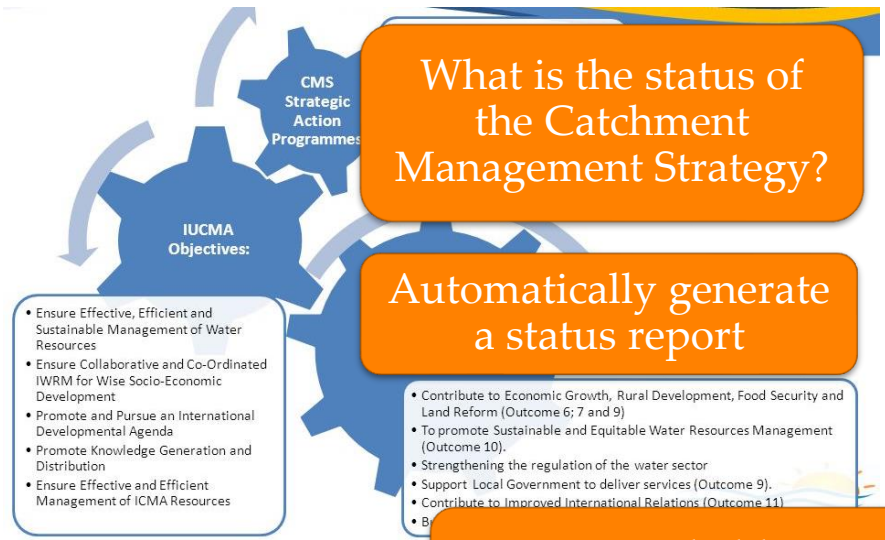 CMS
Strategic
Action
Programmes
What is the status of
the Catchment
Management Strategy?
IUCMA
Objectives:
Automatically generate
a status report
• Ensure Effective, Efficient and
Sustainable Management of Water
Resources
• Ensure Collaborative and Co-Ordinated
IWRM for Wise Socio-Economic
Development
• Promote and Pursue an International
Developmental Agenda
• Promote Knowledge Generation and
Distribution
• Ensure Effective and Efficient
Management of ICMA Resources
• Contribute to Economic Growth, Rural Development, Food Security and
Land Reform (Outcome 6; 7 and 9)
• To promote Sustainable and Equitable Water Resources Management
(Outcome 10).
• Strengthening the regulation of the water sector
• Support Local Government to deliver services (Outcome 9).
• Contribute to Improved International Relations (Outcome 11)